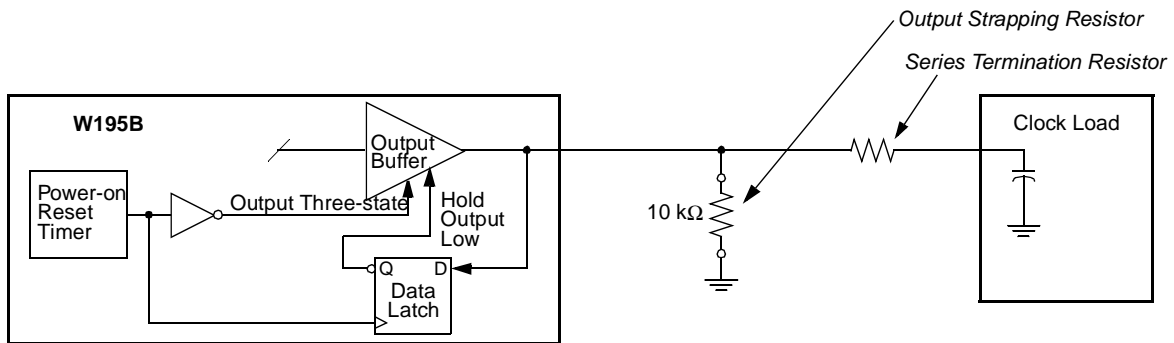 Output Strapping Resistor
Series Termination Resistor
W195B
Clock Load
Output
Buffer
Power-on
Reset
Timer
Output Three-state
Hold
Output
Low
10 kΩ
Q D
Data
Latch